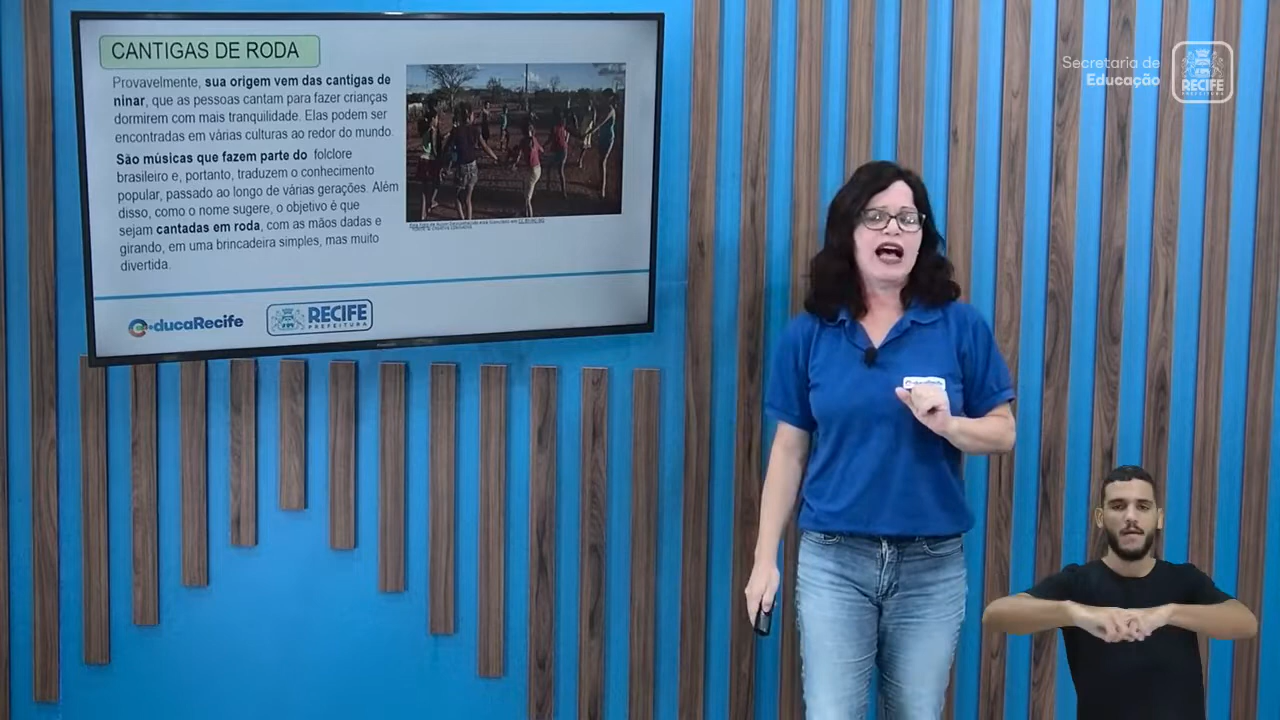 CANTIGAS DE RODA
Provavelmente, sua origem vem das cantigas de
ninar, que as pessoas cantam para fazer crianças
dormirem com mais tranquilidade. Elas podem ser
encontradas em várias culturas ao redor do mundo.
São músicas que fazem parte do folclore
brasileiro e, portanto, traduzem o conhecimento
popular, passado ao longo de várias gerações. Além
disso, como o nome sugere, o objetivo é que
sejam cantadas em roda, com as mãos dadas e
girando, em uma brincadeira simples, mas muito
divertida.
EducaRecife
RECIFE
PREFEITURA
Secretaria de
Educação
RECIFE
PREFEITURA